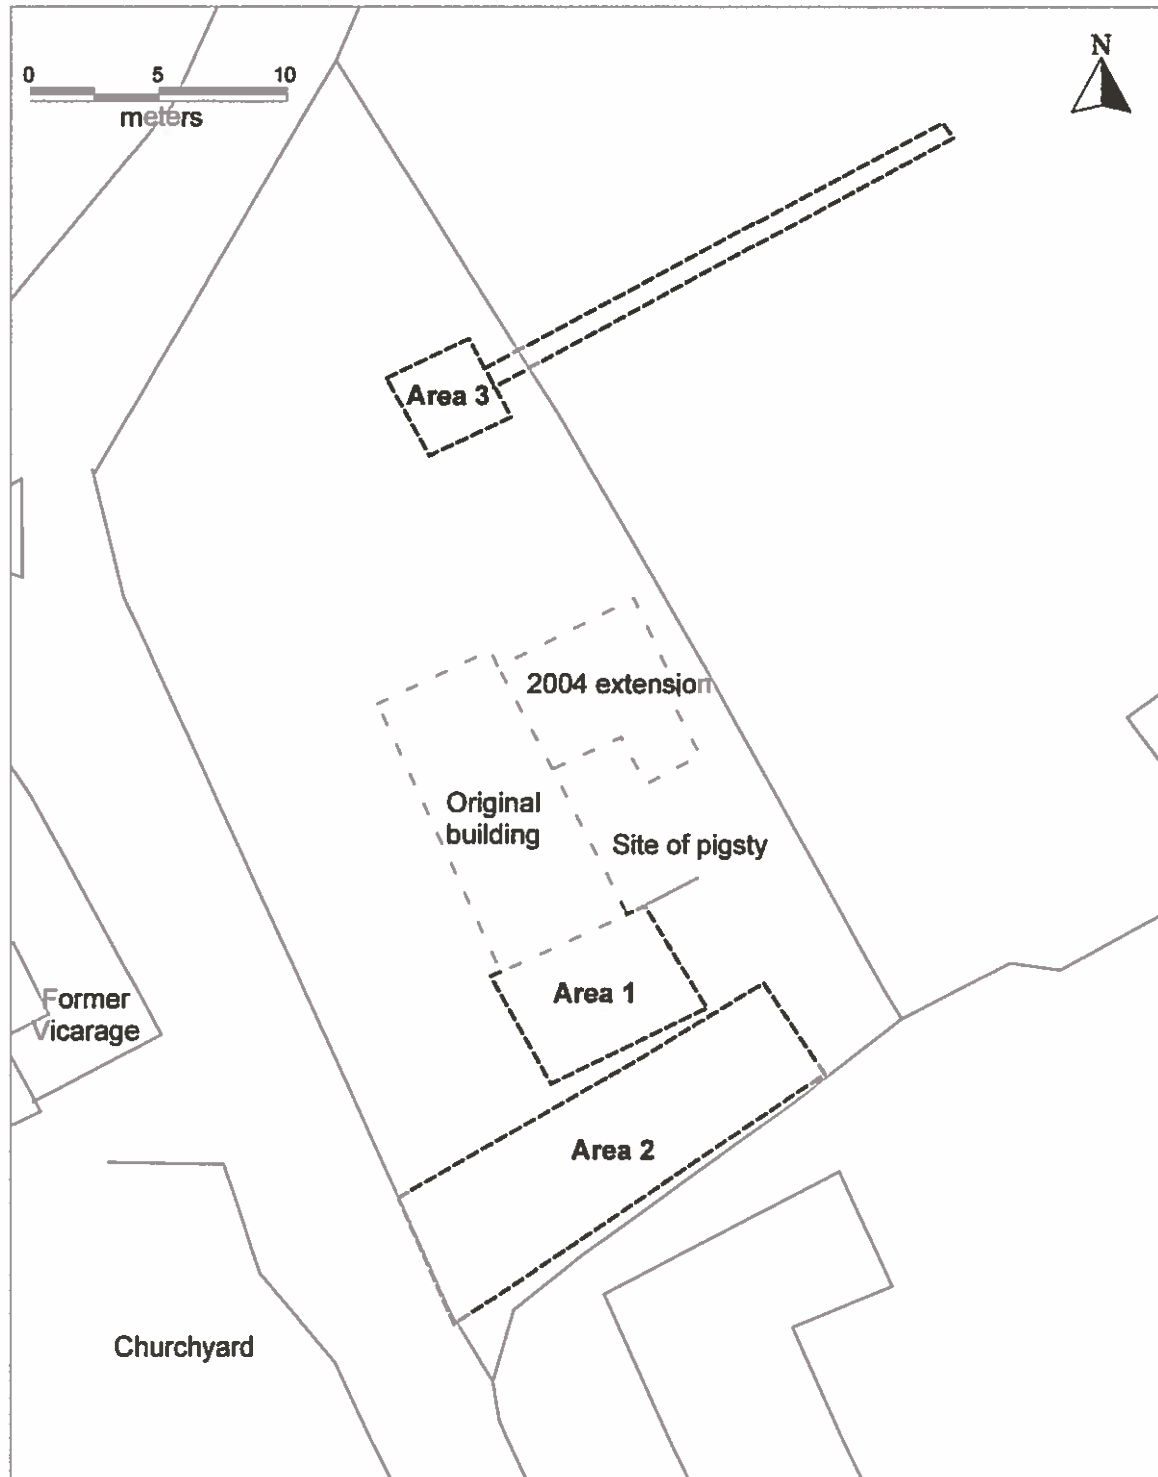 N
0 5 10
meters
Area 3
2004 extension
Original
building
Site of pigsty
Area 1
Former
Vicarage
Area 2
Churchyard